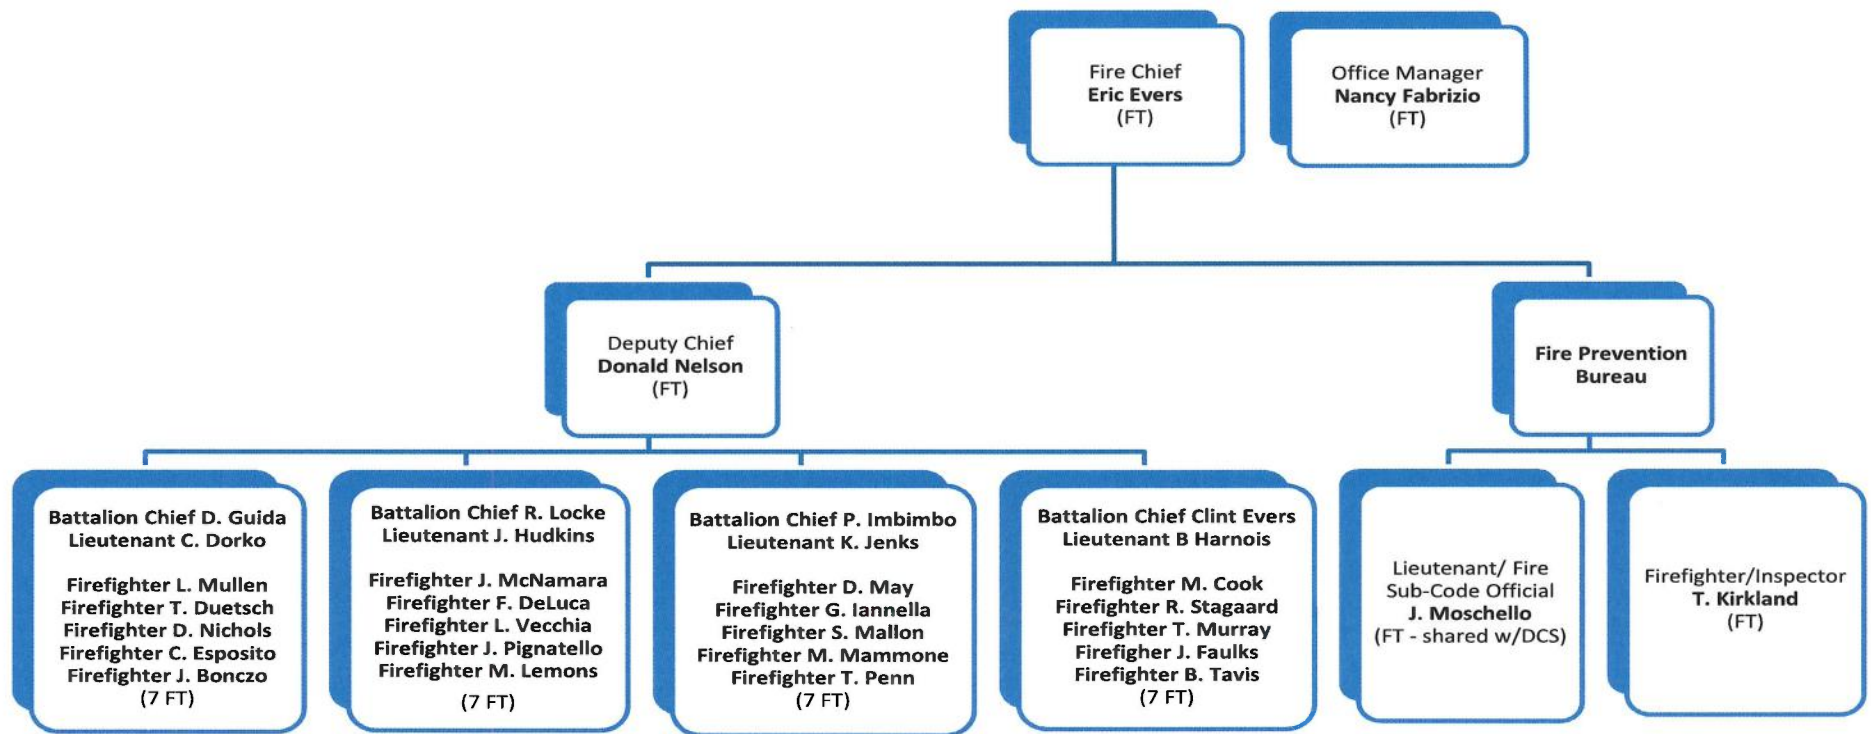 Fire Chief
Eric Evers
(FT)
Office Manager
Nancy Fabrizio
(FT)
Deputy Chief
Donald Nelson
(FT)
Fire Prevention
Bureau
Battalion Chief D. Guida
Lieutenant C. Dorko
Firefighter L. Mullen
Firefighter T. Duetsch
Firefighter D. Nichols
Firefighter C. Esposito
Firefighter J. Bonczo
(7 FT)
Battalion Chief R. Locke
Lieutenant J. Hudkins
Firefighter J. McNamara
Firefighter F. DeLuca
Firefighter L. Vecchia
Firefighter J. Pignatello
Firefighter M. Lemons
(7 FT)
Battalion Chief P. Imbimbo
Lieutenant K. Jenks
Firefighter D. May
Firefighter G. Iannella
Firefighter S. Mallon
Firefighter M. Mammone
Firefighter T. Penn
(7 FT)
Battalion Chief Clint Evers
Lieutenant B Harnois
Firefighter M. Cook
Firefighter R. Stagaard
Firefighter T. Murray
Firefigher J. Faulks
Firefighter B. Tavis
(7 FT)
Lieutenant/ Fire
Sub-Code Official
J. Moschello
(FT - shared w/DCS)
Firefighter/Inspector
T. Kirkland
(FT)